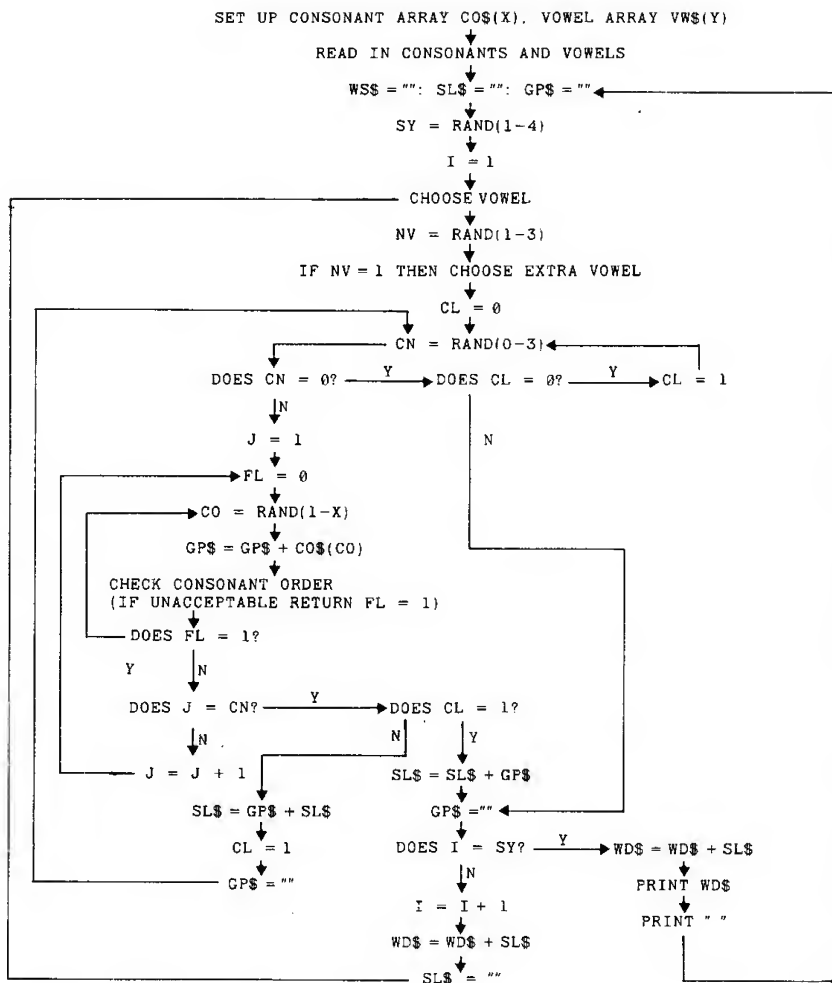 SET UP CONSONANT ARRAY CO$(X), VOWEL ARRAY VW$(Y)
READ IN CONSONANTS AND VOWELS
WS$ = "": SL$ = "": GP$ = ""
SY = RAND(1-4)
I = 1
CHOOSE VOWEL
NV = RAND(1-3)
IF NV = 1 THEN CHOOSE EXTRA VOWEL
CL = 0
CN = RAND(0-3)
DOES CN = 0? Y DOES CL = 0? Y CL = 1
N
J = 1 N
FL = 0
CO = RAND(1-X)
GP$ = GP$ + CO$(CO)
CHECK CONSONANT ORDER
(IF UNACCEPTABLE RETURN FL = 1)
DOES FL = 1?
Y N
DOES J = CN? Y DOES CL = 1?
N N Y
J = J + 1 SL$ = SL$ + GP$
SL$ = GP$ + SL$ GP$ =""
CL = 1 DOES I = SY? Y WD$ = WD$ + SL$
GP$ = "" N PRINT WD$
I = I + 1 PRINT " "
WD$ = WD$ + SL$
SL$ = ""